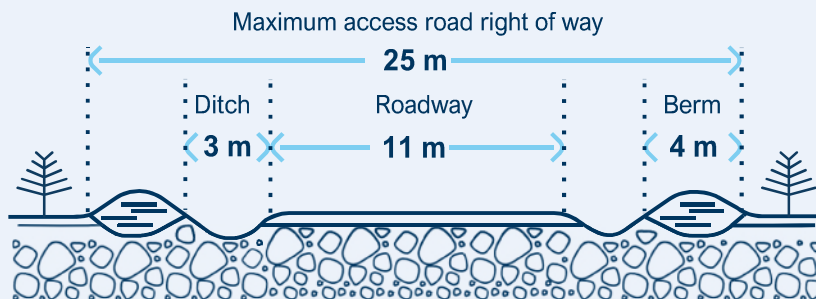 Maximum access road right of way
25 m
Ditch
Roadway
Berm
3 m
11 m
4 m